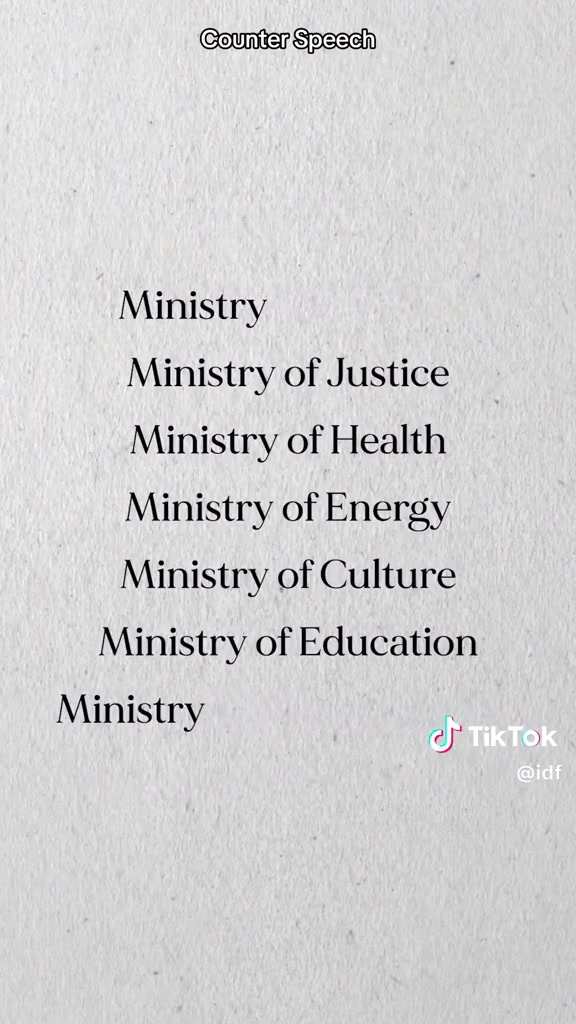 Counter Speech
Ministry
Ministry of Justice
Ministry of Health
Ministry of Energy
Ministry of Culture
Ministry of Education
Ministry
TikTok
@idf